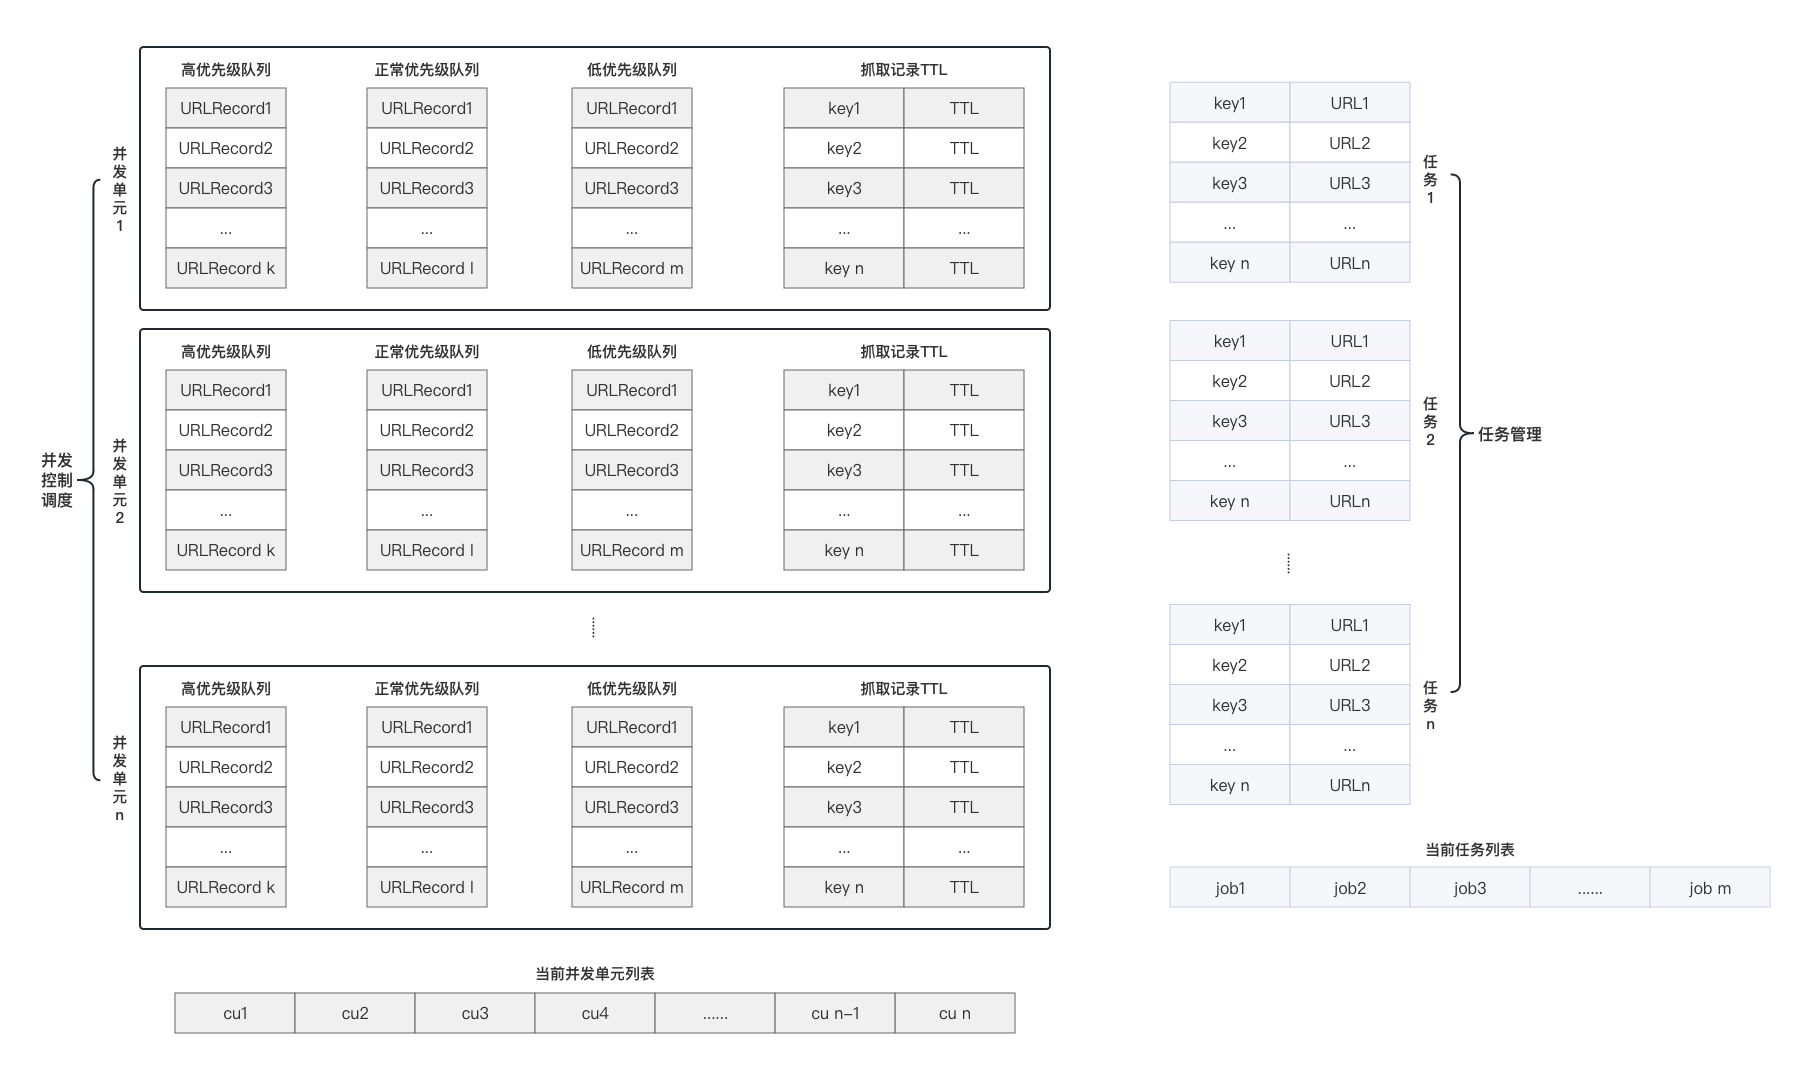 并发
控制
调度
并发单元1
高优先级队列 正常优先级队列 低优先级队列 抓取记录TTL
URLRecord1 URLRecord1 URLRecord1 key1 TTL
URLRecord2 URLRecord2 URLRecord2 key2 TTL
URLRecord3 URLRecord3 URLRecord3 key3 TTL
... ... ... ... ...
URLRecord k URLRecord l URLRecord m key n TTL
并发单元2
高优先级队列 正常优先级队列 低优先级队列 抓取记录TTL
URLRecord1 URLRecord1 URLRecord1 key1 TTL
URLRecord2 URLRecord2 URLRecord2 key2 TTL
URLRecord3 URLRecord3 URLRecord3 key3 TTL
... ... ... ... ...
URLRecord k URLRecord l URLRecord m key n TTL
......
并发单元n
高优先级队列 正常优先级队列 低优先级队列 抓取记录TTL
URLRecord1 URLRecord1 URLRecord1 key1 TTL
URLRecord2 URLRecord2 URLRecord2 key2 TTL
URLRecord3 URLRecord3 URLRecord3 key3 TTL
... ... ... ... ...
URLRecord k URLRecord l URLRecord m key n TTL
当前并发单元列表
cu1 cu2 cu3 cu4 ...... cu n-1 cu n
key1 URL1
key2 URL2
key3 URL3
... ...
key n URLn
任务1
key1 URL1
key2 URL2
key3 URL3
... ...
key n URLn
任务2
......
key1 URL1
key2 URL2
key3 URL3
... ...
key n URLn
任务n
任务管理
当前任务列表
job1 job2 job3 ...... job m